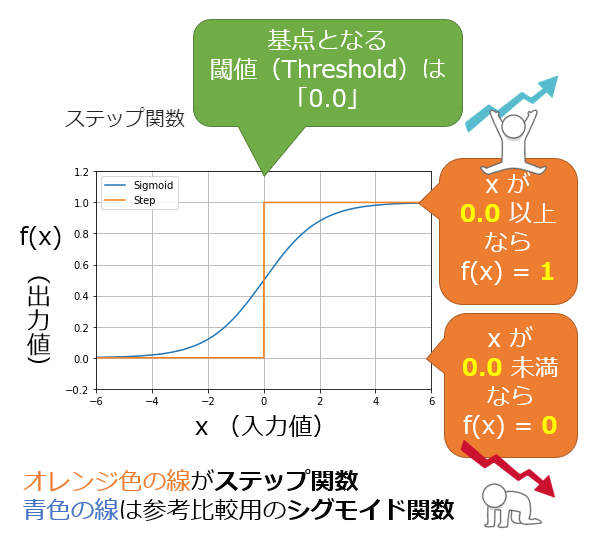 基点となる
閾値（Threshold）は
「0.0」
ステップ関数
1.2
1.0
0.8
0.6
0.4
0.2
0.0
−0.2
Sigmoid
Step
−6
−4
−2
0
2
4
6
f(x)
（出力値）
x （入力値）
x が
0.0 以上
なら
f(x) = 1
x が
0.0 未満
なら
f(x) = 0
オレンジ色の線がステップ関数
青色の線は参考比較用のシグモイド関数